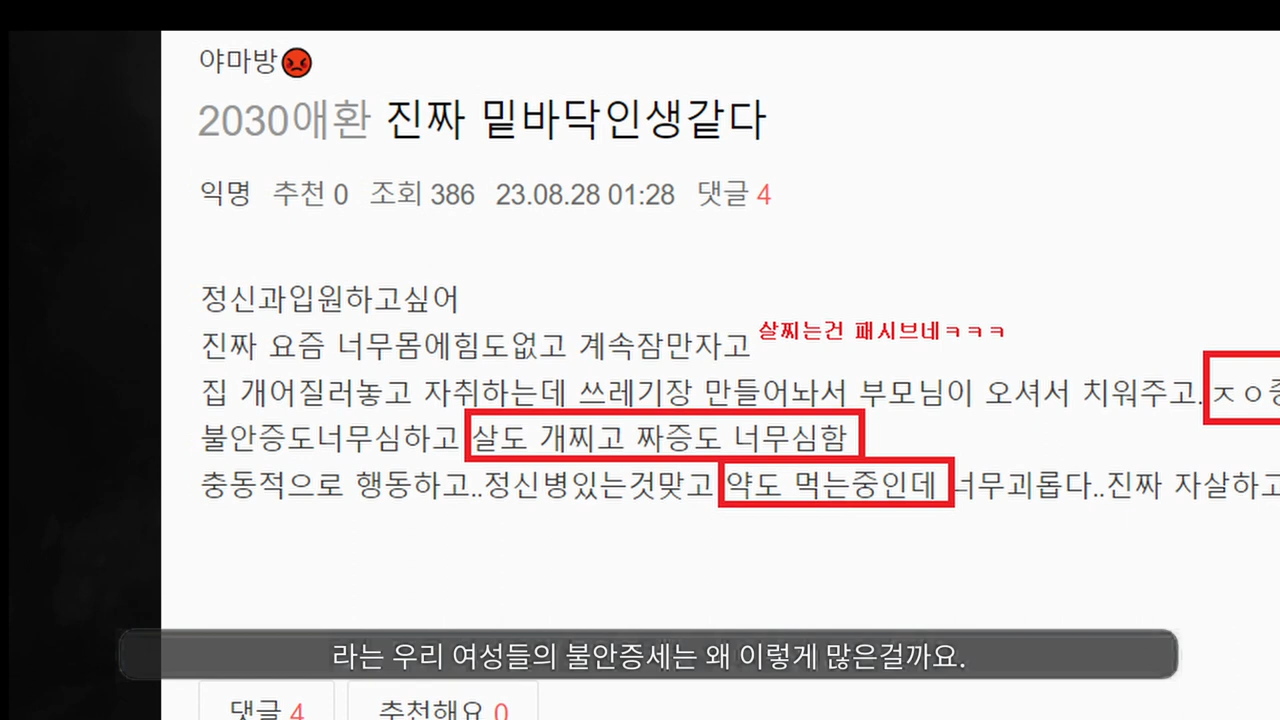 야마방
2030애환 진짜 밑바닥인생같다
익명 추천 0 조회 386 23.08.28 01:28 댓글 4
정신과입원하고싶어
살찌는건 패시브네ㅋㅋㅋ
진짜 요즘 너무몸에힘도없고 계속잠만자고
집 개어질러놓고 자취하는데 쓰레기장 만들어놔서 부모님이 오셔서 치워주고.ㅈㅇ증
불안증도너무심하고 살도 개찌고 짜증도 너무심함
충동적으로 행동하고..정신병있는것맞고 약도 먹는중인데 너무괴롭다..진짜 자살하고
라는 우리 여성들의 불안증세는 왜 이렇게 많은걸까요.
댓글 4 추천해요 0